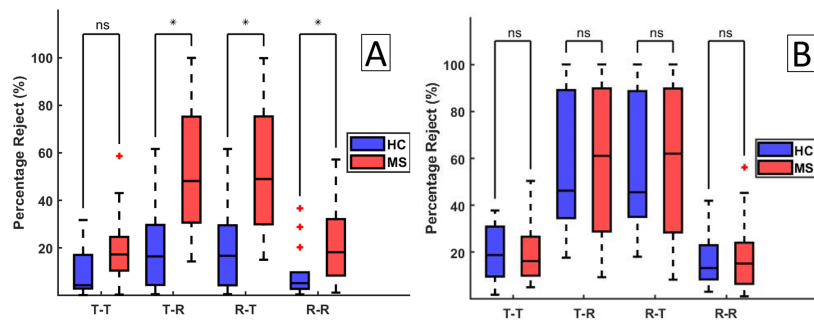 ns * * * A
Percentage Reject (%)
100
80
60
40
20
HC
MS
T-T T-R R-T R-R
ns ns ns ns B
Percentage Reject (%)
100
80
60
40
20
HC
MS
T-T T-R R-T R-R